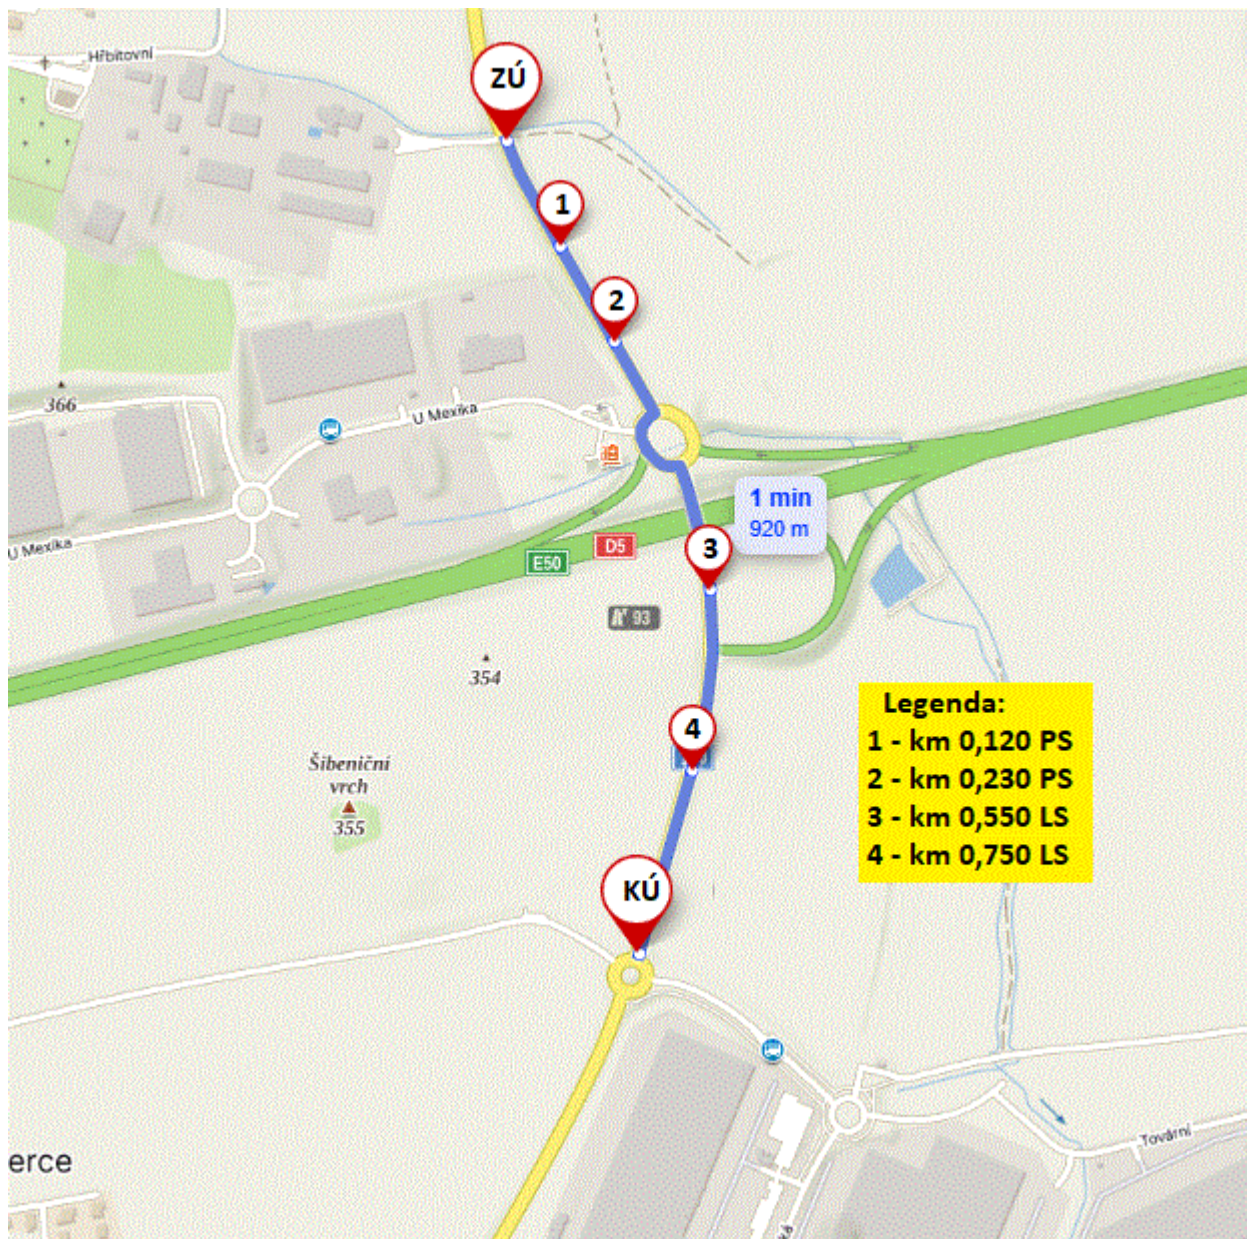 Hřbitovní
ZÚ
1
2
366
U Mexika
U Mexika
1 min
920 m
3
D5
E50
93
354
4
Šibeniční
vrch
355
Legenda:
1 - km 0,120 PS
2 - km 0,230 PS
3 - km 0,550 LS
4 - km 0,750 LS
KÚ
Tovární
erce